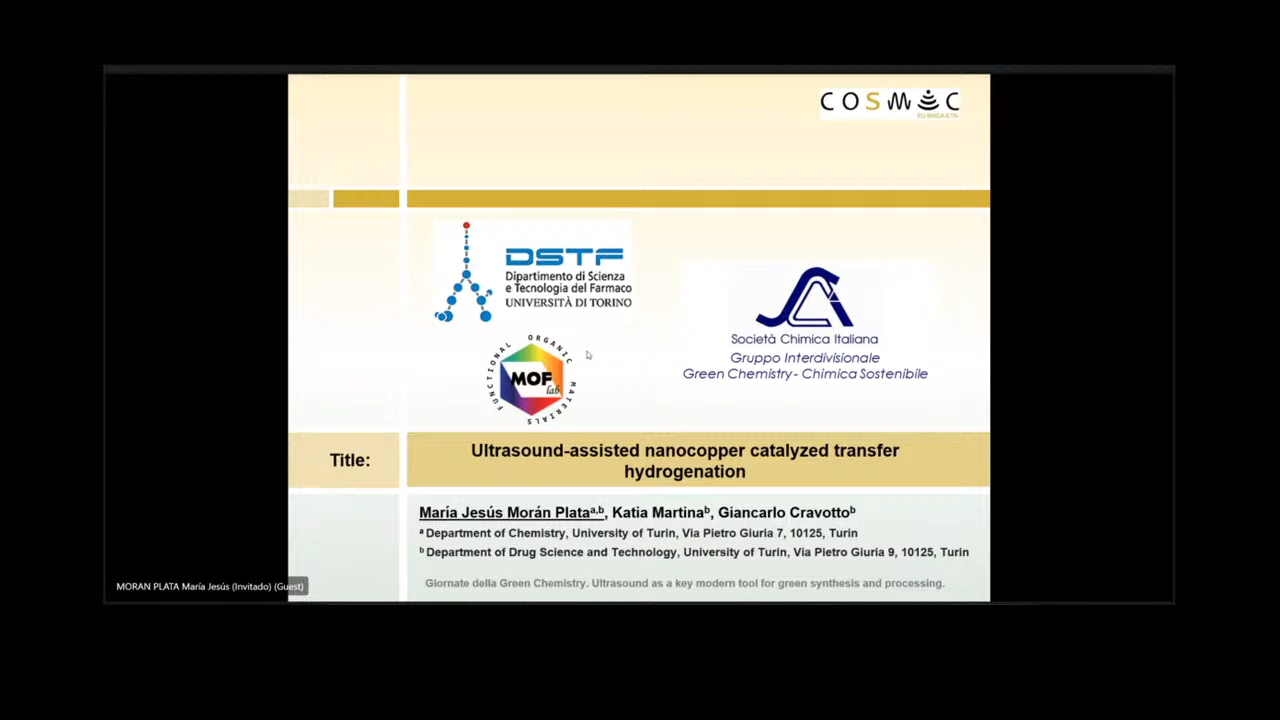 COSMIC
EU MSCA-ETN
DSTF
Dipartimento di Scienza
e Tecnologia del Farmaco
UNIVERSITÀ DI TORINO
FUNCTIONAL ORGANIC MATERIALS
MOF
lab
Società Chimica Italiana
Gruppo Interdivisionale
Green Chemistry- Chimica Sostenibile
Title:
Ultrasound-assisted nanocopper catalyzed transfer
hydrogenation
María Jesús Morán Plataᵃ,ᵇ, Katia Martinaᵇ, Giancarlo Cravottoᵇ
ᵃ Department of Chemistry, University of Turin, Via Pietro Giuria 7, 10125, Turin
ᵇ Department of Drug Science and Technology, University of Turin, Via Pietro Giuria 9, 10125, Turin
Giornate della Green Chemistry. Ultrasound as a key modern tool for green synthesis and processing.
MORAN PLATA María Jesús (Invitado) (Guest)